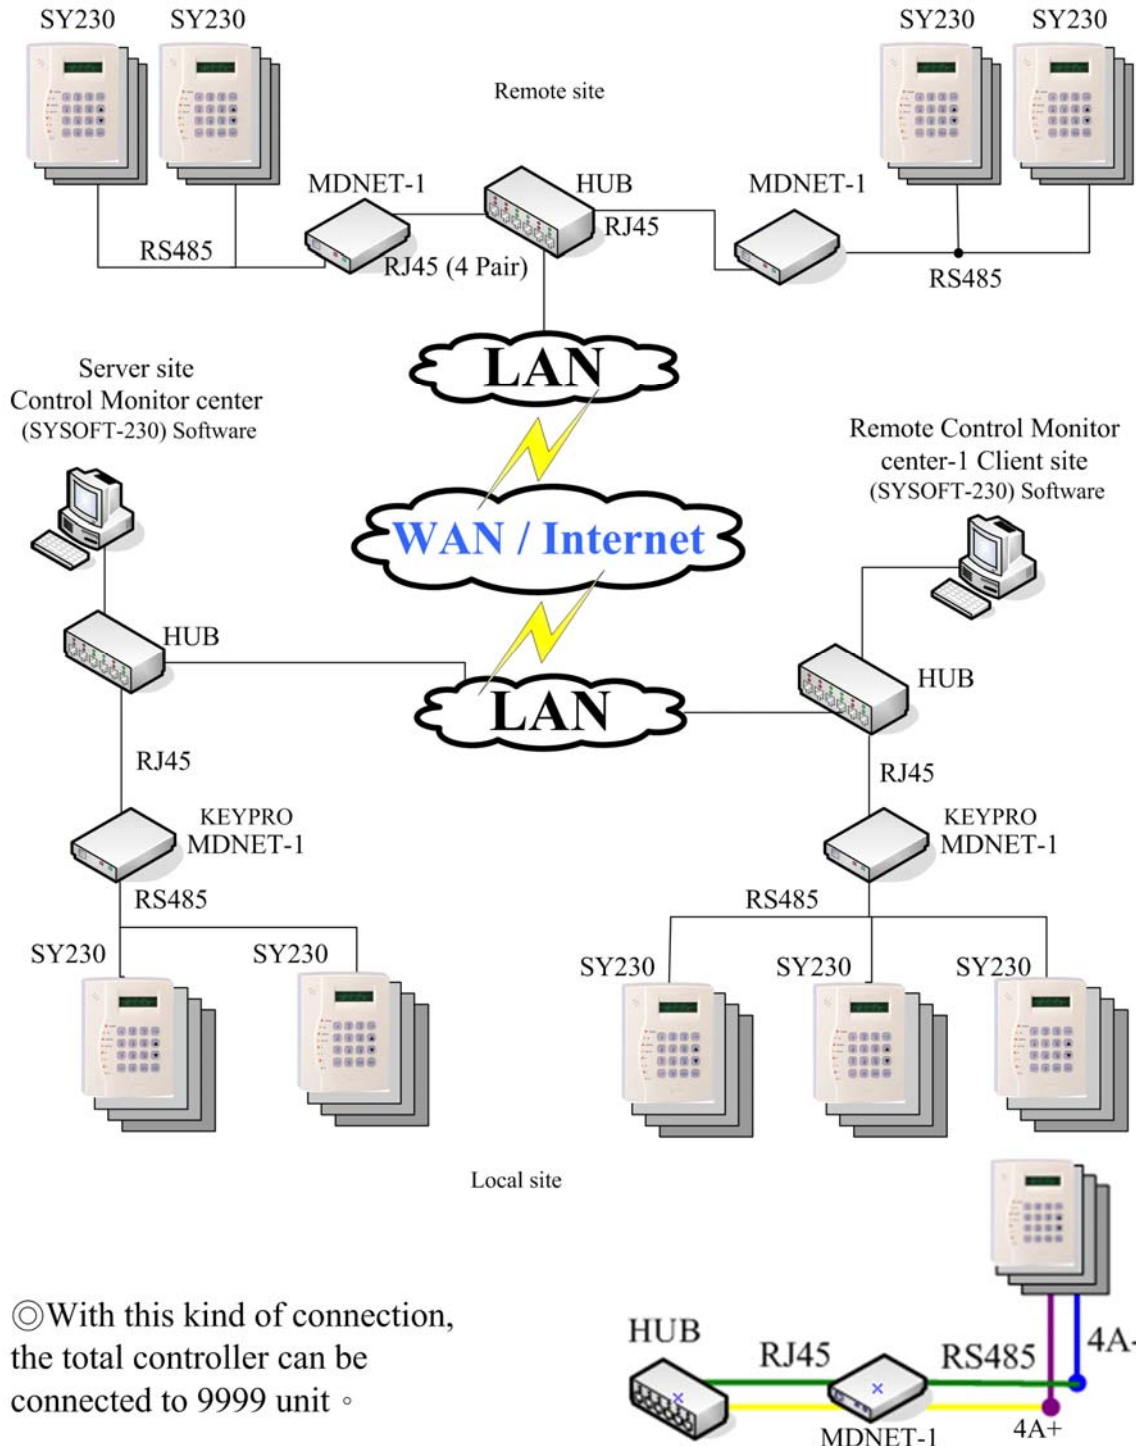 SY230 SY230
SY230 SY230
Remote site
MDNET-1
HUB
MDNET-1
RJ45
RS485
RJ45 (4 Pair)
RS485
LAN
Server site
Control Monitor center
(SYSOFT-230) Software
Remote Control Monitor
center-1 Client site
(SYSOFT-230) Software
WAN / Internet
HUB
HUB
LAN
RJ45
RJ45
KEYPRO
MDNET-1
KEYPRO
MDNET-1
RS485
RS485
SY230
SY230
SY230
SY230
SY230
Local site
◎With this kind of connection,
the total controller can be
connected to 9999 unit。
HUB
RJ45
RS485
4A-
MDNET-1
4A+